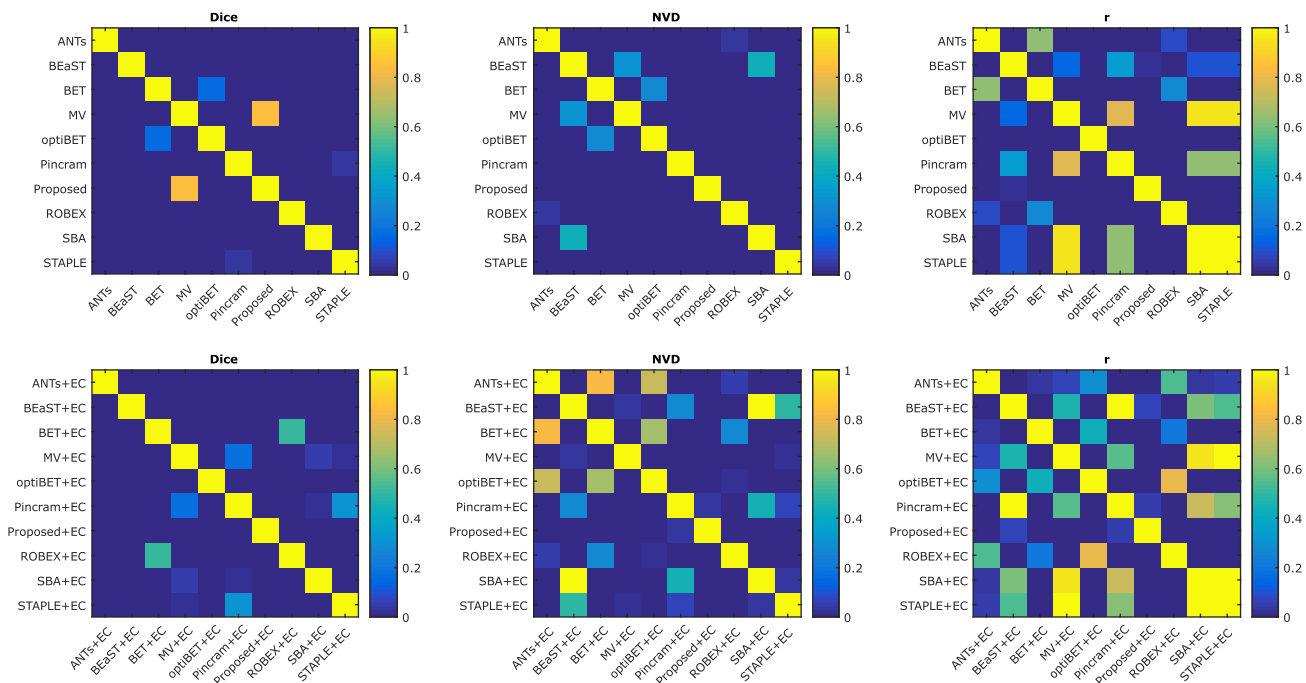 Dice
ANTs
BEaST
BET
MV
optiBET
Pincram
Proposed
ROBEX
SBA
STAPLE
ANTs BEaST BET MV optiBET Pincram Proposed ROBEX SBA STAPLE
1
0.8
0.6
0.4
0.2
0
NVD
ANTs
BEaST
BET
MV
optiBET
Pincram
Proposed
ROBEX
SBA
STAPLE
ANTs BEaST BET MV optiBET Pincram Proposed ROBEX SBA STAPLE
1
0.8
0.6
0.4
0.2
0
r
ANTs
BEaST
BET
MV
optiBET
Pincram
Proposed
ROBEX
SBA
STAPLE
ANTs BEaST BET MV optiBET Pincram Proposed ROBEX SBA STAPLE
1
0.8
0.6
0.4
0.2
0
Dice
ANTs+EC
BEaST+EC
BET+EC
MV+EC
optiBET+EC
Pincram+EC
Proposed+EC
ROBEX+EC
SBA+EC
STAPLE+EC
ANTs+EC BEaST+EC BET+EC MV+EC optiBET+EC Pincram+EC Proposed+EC ROBEX+EC SBA+EC STAPLE+EC
1
0.8
0.6
0.4
0.2
0
NVD
ANTs+EC
BEaST+EC
BET+EC
MV+EC
optiBET+EC
Pincram+EC
Proposed+EC
ROBEX+EC
SBA+EC
STAPLE+EC
ANTs+EC BEaST+EC BET+EC MV+EC optiBET+EC Pincram+EC Proposed+EC ROBEX+EC SBA+EC STAPLE+EC
1
0.8
0.6
0.4
0.2
0
r
ANTs+EC
BEaST+EC
BET+EC
MV+EC
optiBET+EC
Pincram+EC
Proposed+EC
ROBEX+EC
SBA+EC
STAPLE+EC
ANTs+EC BEaST+EC BET+EC MV+EC optiBET+EC Pincram+EC Proposed+EC ROBEX+EC SBA+EC STAPLE+EC
1
0.8
0.6
0.4
0.2
0